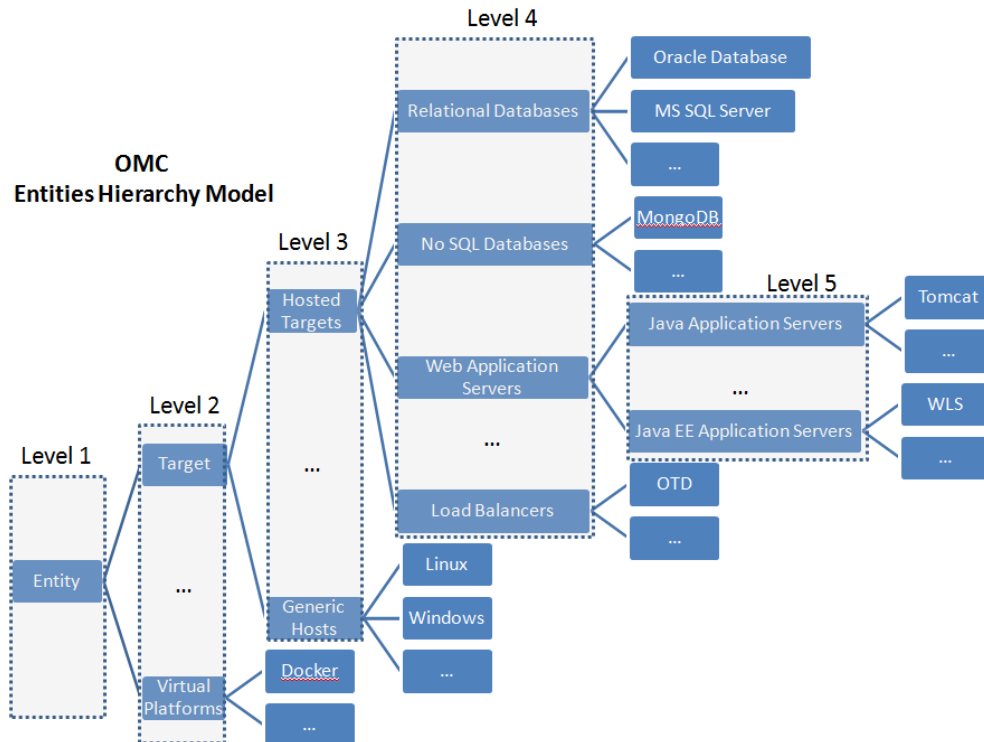 Level 4
Oracle Database
Relational Databases
MS SQL Server
...
OMC
Entities Hierarchy Model
MongoDB
Level 3
No SQL Databases
...
Level 5
Hosted
Targets
Java Application Servers
Tomcat
...
Web Application
Servers
...
...
WLS
Level 2
Java EE Application Servers
...
Level 1
Target
...
...
OTD
Load Balancers
...
Entity
...
Linux
Generic
Hosts
Windows
...
Docker
Virtual
Platforms
...